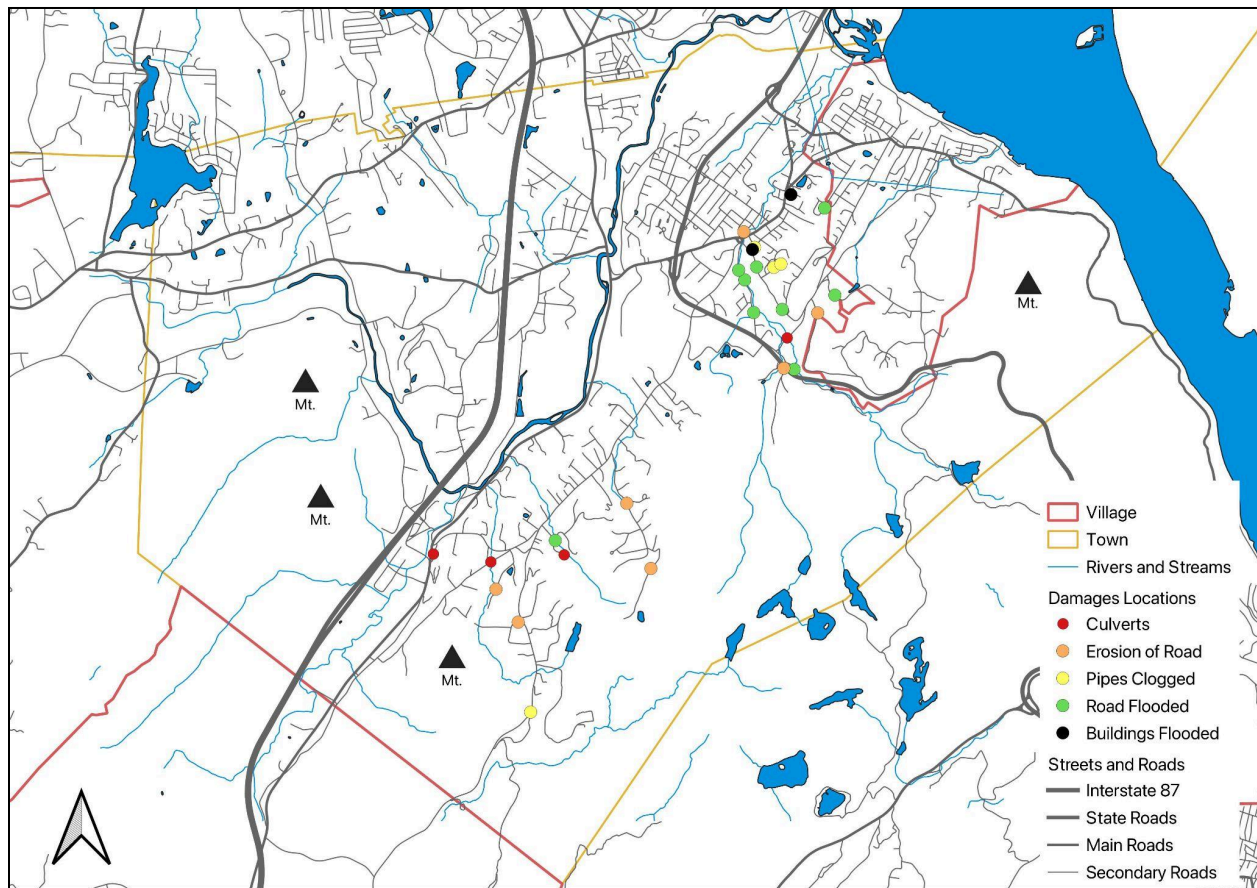 Mt.
Mt.
Mt.
Mt.
Village
Town
Rivers and Streams
Damages Locations
Culverts
Erosion of Road
Pipes Clogged
Road Flooded
Buildings Flooded
Streets and Roads
Interstate 87
State Roads
Main Roads
Secondary Roads